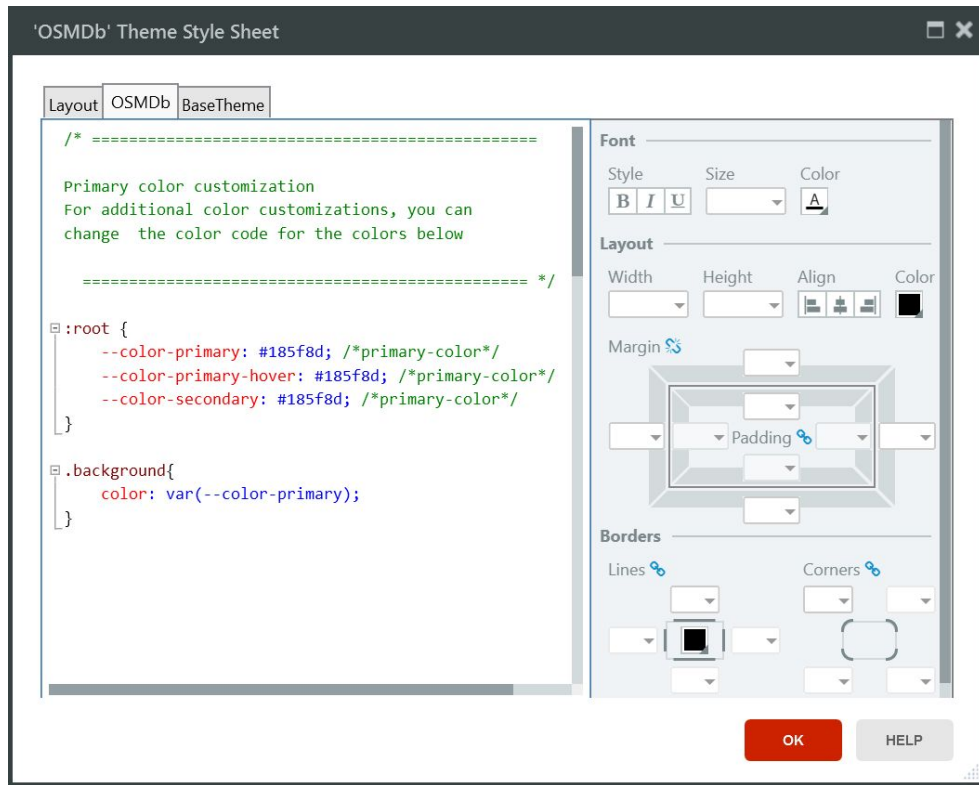 'OSMDb' Theme Style Sheet
Layout OSMDb BaseTheme
/* ================================================
Primary color customization
For additional color customizations, you can
change  the color code for the colors below
================================================ */
:root {
--color-primary: #185f8d; /*primary-color*/
--color-primary-hover: #185f8d; /*primary-color*/
--color-secondary: #185f8d; /*primary-color*/
}
.background{
color: var(--color-primary);
}
Font
Style Size Color
B I U A
Layout
Width Height Align Color
Margin
Padding
Borders
Lines Corners
OK HELP